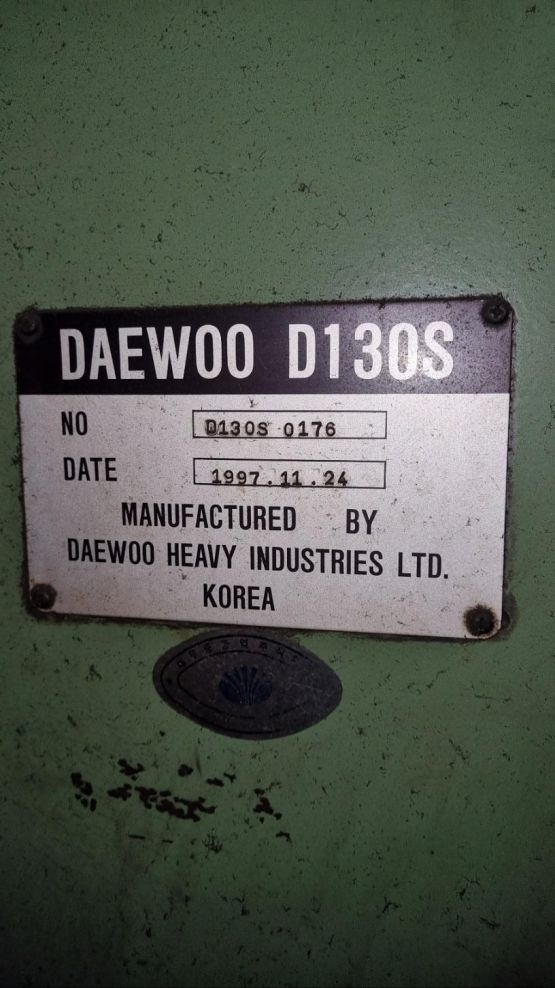 DAEWOO D130S
NO D130S 0176
DATE 1997.11.24
MANUFACTURED BY
DAEWOO HEAVY INDUSTRIES LTD.
KOREA